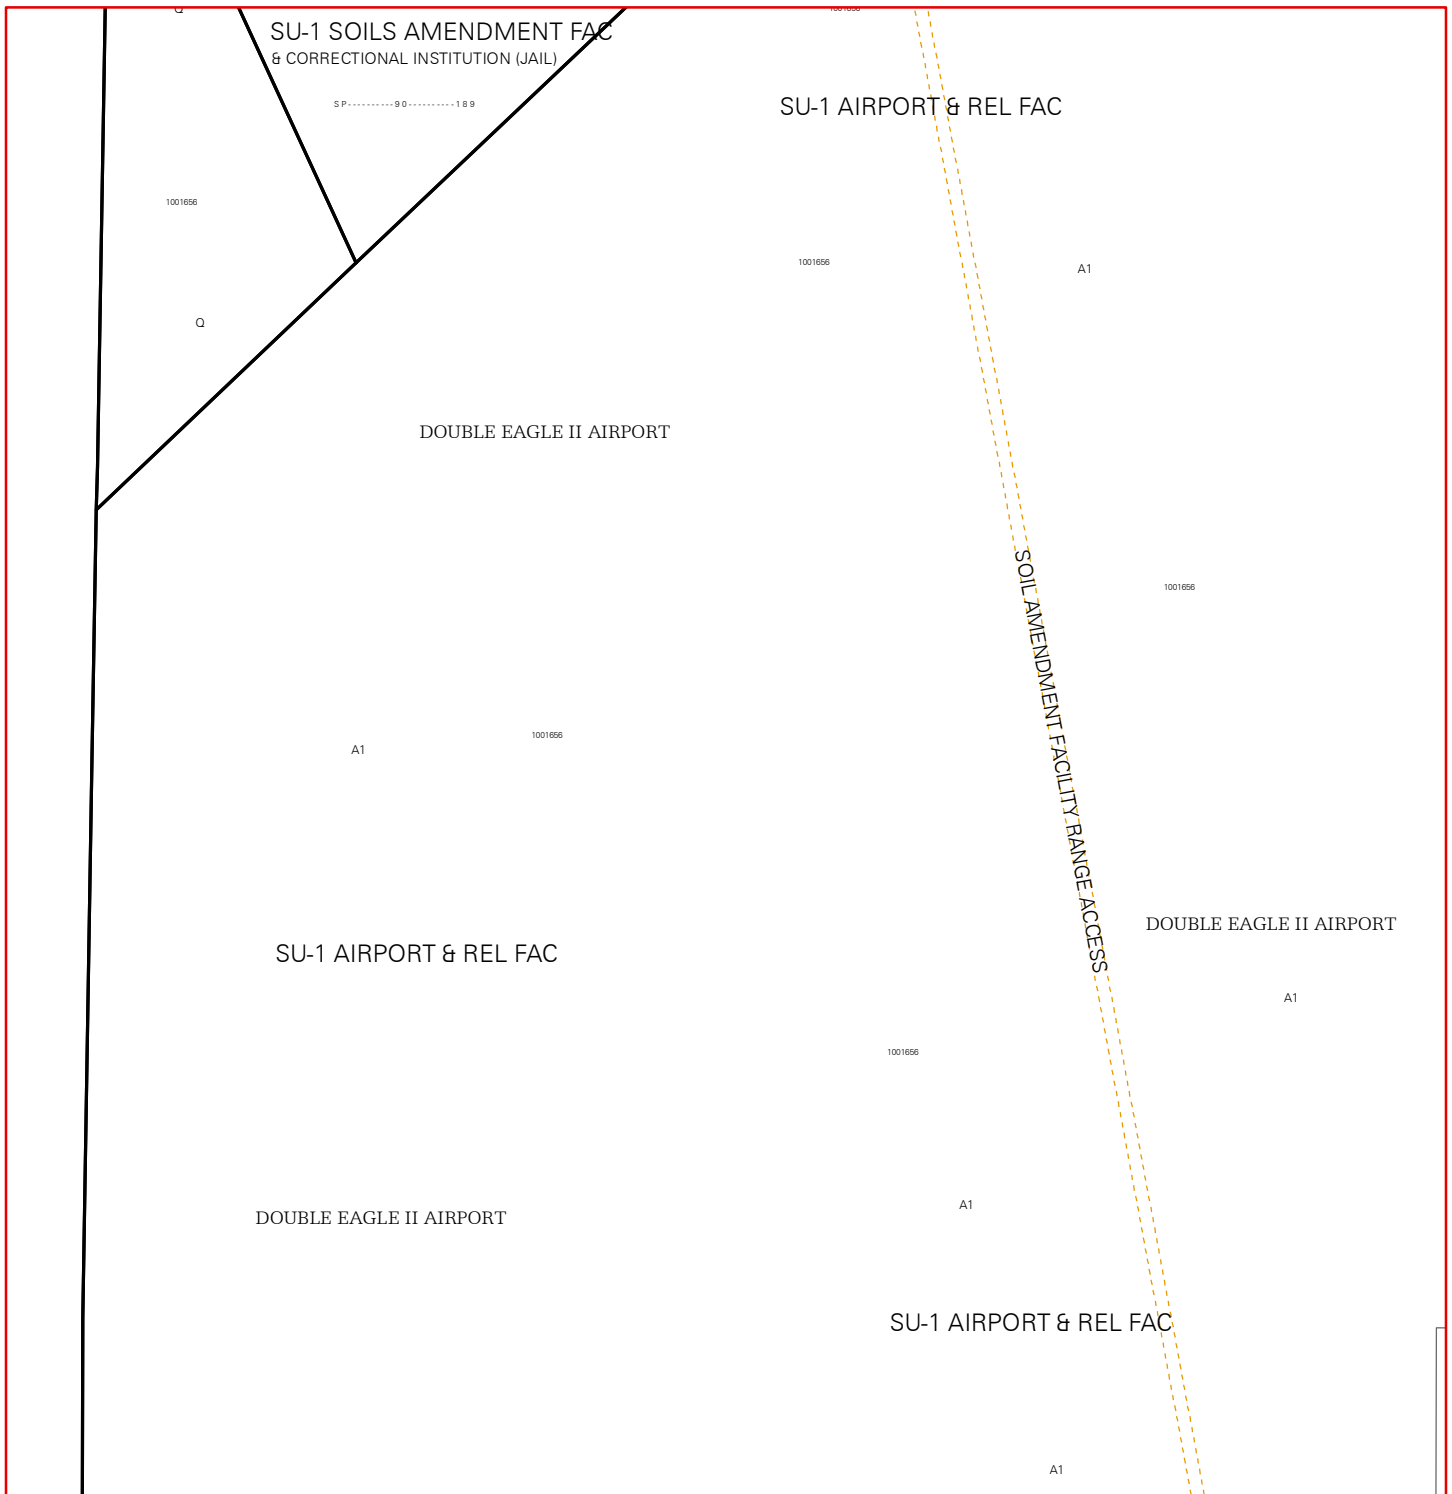 Q
1001656
SU-1 SOILS AMENDMENT FAC
& CORRECTIONAL INSTITUTION (JAIL)
SP----------90----------189
SU-1 AIRPORT & REL FAC
1001656
1001656
A1
Q
DOUBLE EAGLE II AIRPORT
SOIL AMENDMENT FACILITY RANGE ACCESS
1001656
1001656
A1
DOUBLE EAGLE II AIRPORT
SU-1 AIRPORT & REL FAC
A1
1001656
A1
DOUBLE EAGLE II AIRPORT
SU-1 AIRPORT & REL FAC
A1